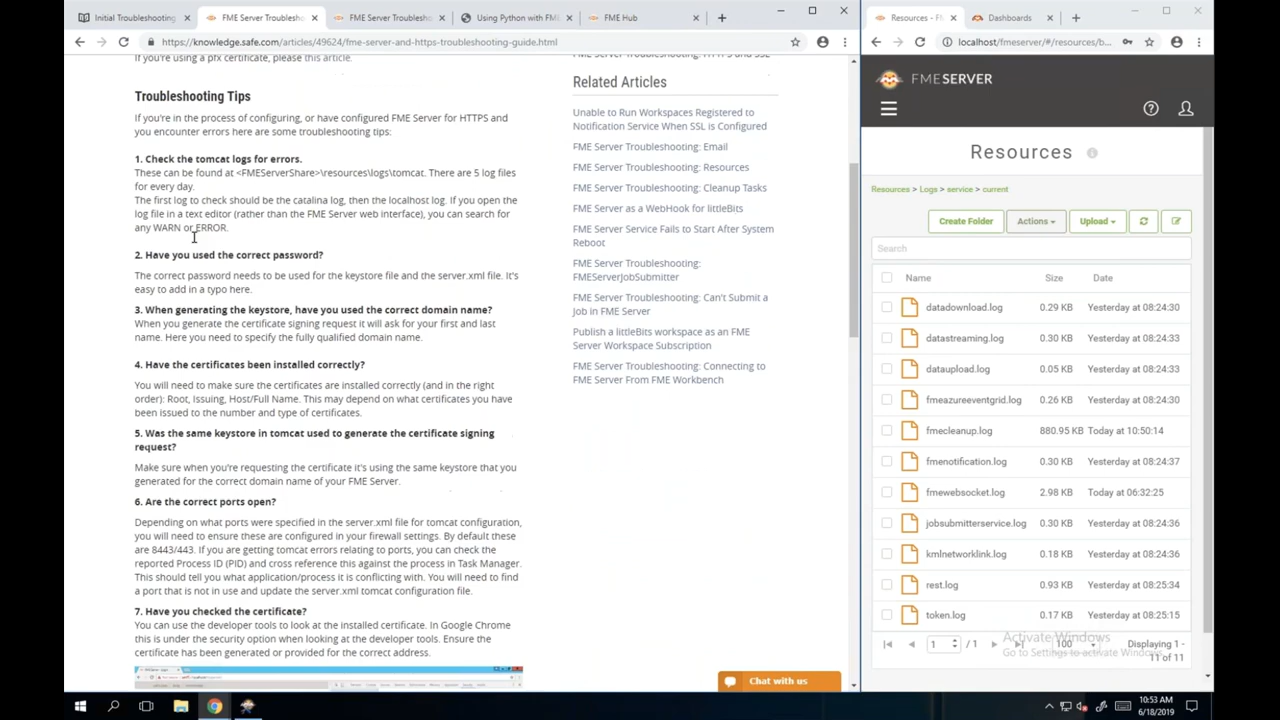 Initial Troubleshooting
FME Server Troublesho
FME Server Troublesho
Using Python with FM
FME Hub
https://knowledge.safe.com/articles/49624/fme-server-and-https-troubleshooting-guide.html
If you're using a pfx certificate, please this article.
Troubleshooting Tips
If you're in the process of configuring, or have configured FME Server for HTTPS and
you encounter errors here are some troubleshooting tips:
1. Check the tomcat logs for errors.
These can be found at <FMEServerShare>\resources\logs\tomcat. There are 5 log files
for every day.
The first log to check should be the catalina log, then the localhost log. If you open the
log file in a text editor (rather than the FME Server web interface), you can search for
any WARN or ERROR.
2. Have you used the correct password?
The correct password needs to be used for the keystore file and the server.xml file. It's
easy to add in a typo here.
3. When generating the keystore, have you used the correct domain name?
When you generate the certificate signing request it will ask for your first and last
name. Here you need to specify the fully qualified domain name.
4. Have the certificates been installed correctly?
You will need to make sure the certificates are installed correctly (and in the right
order): Root, Issuing, Host/Full Name. This may depend on what certificates you have
been issued to the number and type of certificates.
5. Was the same keystore in tomcat used to generate the certificate signing
request?
Make sure when you're requesting the certificate it's using the same keystore that you
generated for the correct domain name of your FME Server.
6. Are the correct ports open?
Depending on what ports were specified in the server.xml file for tomcat configuration,
you will need to ensure these are configured in your firewall settings. By default these
are 8443/443. If you are getting tomcat errors relating to ports, you can check the
reported Process ID (PID) and cross reference this against the process in Task Manager.
This should tell you what application/process it is conflicting with. You will need to find
a port that is not in use and update the server.xml tomcat configuration file.
7. Have you checked the certificate?
You can use the developer tools to look at the installed certificate. In Google Chrome
this is under the security option when looking at the developer tools. Ensure the
certificate has been generated or provided for the correct address.
Related Articles
Unable to Run Workspaces Registered to
Notification Service When SSL is Configured
FME Server Troubleshooting: Email
FME Server Troubleshooting: Resources
FME Server Troubleshooting: Cleanup Tasks
FME Server as a WebHook for littleBits
FME Server Service Fails to Start After System
Reboot
FME Server Troubleshooting:
FMEServerJobSubmitter
FME Server Troubleshooting: Can't Submit a
Job in FME Server
Publish a littleBits workspace as an FME
Server Workspace Subscription
FME Server Troubleshooting: Connecting to
FME Server From FME Workbench
Chat with us
Resources - F
Dashboards
localhost/fmeserver/#/resources/b...
FMESERVER
Resources
Resources > Logs > service > current
Create Folder
Actions
Upload
Search
Name Size Date
datadownload.log 0.29 KB Yesterday at 08:24:30
datastreaming.log 0.30 KB Yesterday at 08:24:33
dataupload.log 0.05 KB Yesterday at 08:24:33
fmeazureeventgrid.log 0.26 KB Yesterday at 08:24:30
fmecleanup.log 880.95 KB Today at 10:50:14
fmenotification.log 0.30 KB Yesterday at 08:24:37
fmewebsocket.log 2.98 KB Today at 06:32:25
jobsubmitterservice.log 0.30 KB Yesterday at 08:24:36
kmlnetworklink.log 0.18 KB Yesterday at 08:24:36
rest.log 0.93 KB Yesterday at 08:25:34
token.log 0.17 KB Yesterday at 08:25:15
Activate Windows
Go to Settings to activate Windows.
1 / 1 100 Displaying 1 -
11 of 11
10:53 AM
6/18/2019